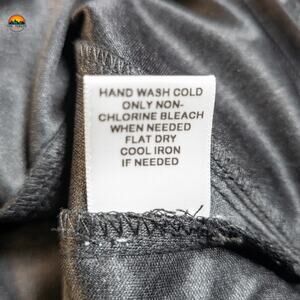 HAND WASH COLD
ONLY NON-
CHLORINE BLEACH
WHEN NEEDED
FLAT DRY
COOL IRON
IF NEEDED